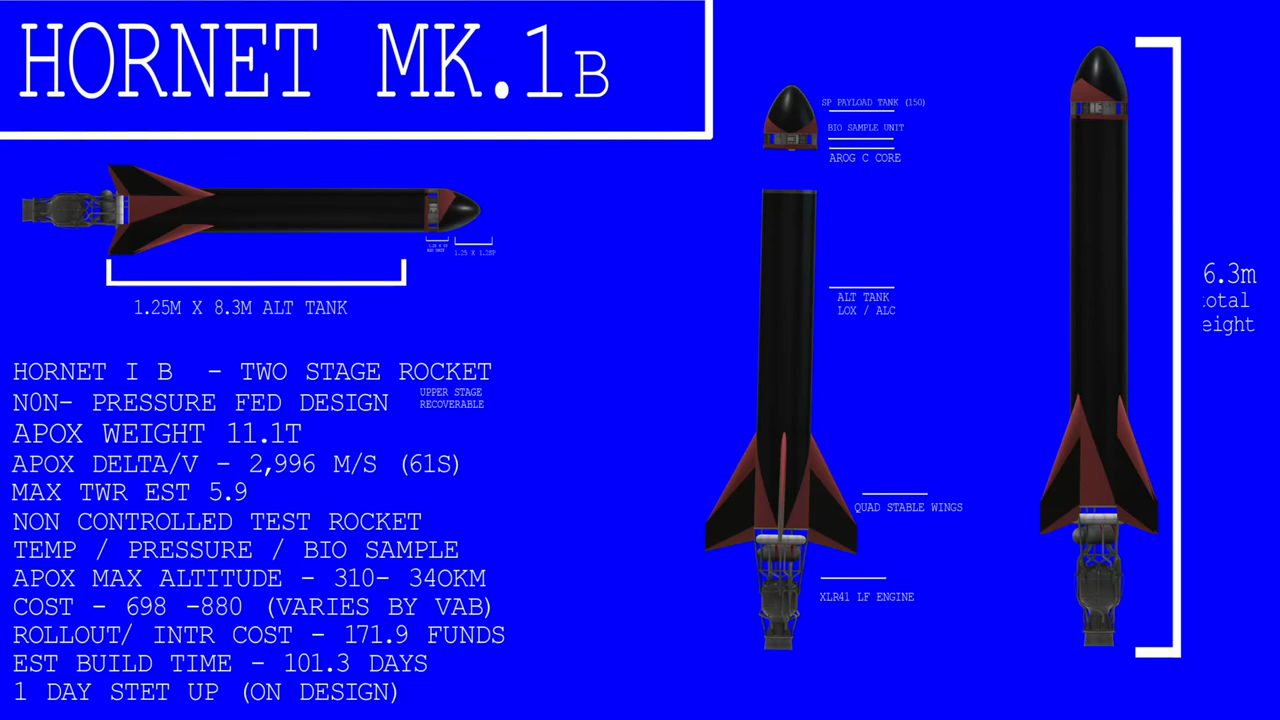 HORNET MK.1B
SP PAYLOAD TANK (150)
BIO SAMPLE UNIT
AROG C CORE
1.25 X 1.2SP
1.25M X 8.3M ALT TANK
ALT TANK
LOX / ALC
6.3m
otal
eight
HORNET I B - TWO STAGE ROCKET
UPPER STAGE
RECOVERABLE
N0N- PRESSURE FED DESIGN
APOX WEIGHT 11.1T
APOX DELTA/V - 2,996 M/S (61S)
MAX TWR EST 5.9
NON CONTROLLED TEST ROCKET
TEMP / PRESSURE / BIO SAMPLE
APOX MAX ALTITUDE - 310- 340KM
COST - 698 -880 (VARIES BY VAB)
ROLLOUT/ INTR COST - 171.9 FUNDS
EST BUILD TIME - 101.3 DAYS
1 DAY STET UP (ON DESIGN)
QUAD STABLE WINGS
XLR41 LF ENGINE